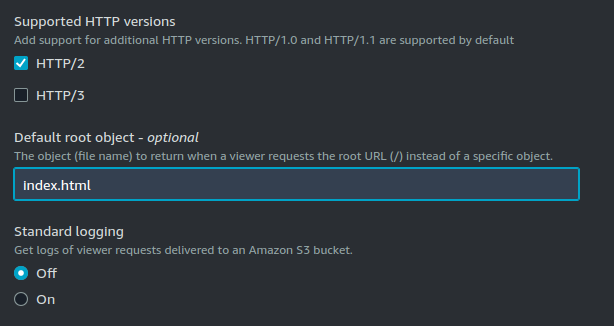 Supported HTTP versions
Add support for additional HTTP versions. HTTP/1.0 and HTTP/1.1 are supported by default
HTTP/2
HTTP/3
Default root object - optional
The object (file name) to return when a viewer requests the root URL (/) instead of a specific object.
index.html
Standard logging
Get logs of viewer requests delivered to an Amazon S3 bucket.
Off
On